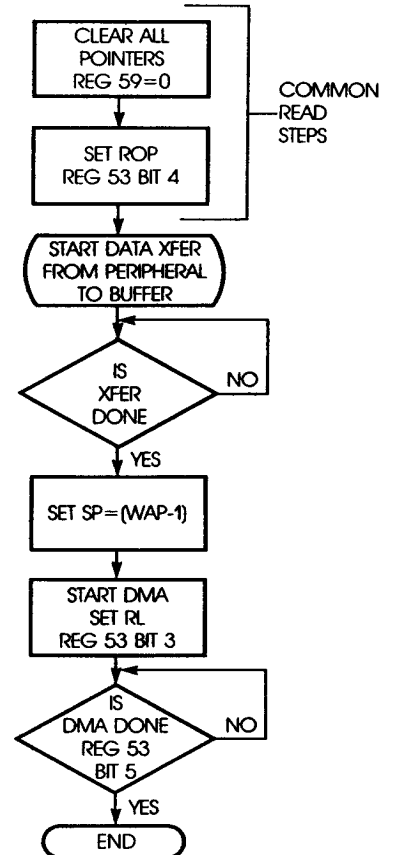 CLEAR ALL
POINTERS
REG 59=0
COMMON
READ
STEPS
SET ROP
REG 53 BIT 4
START DATA XFER
FROM PERIPHERAL
TO BUFFER
IS
XFER
DONE
NO
YES
SET SP=(WAP-1)
START DMA
SET RL
REG 53 BIT 3
IS
DMA DONE
REG 53
BIT 5
NO
YES
END